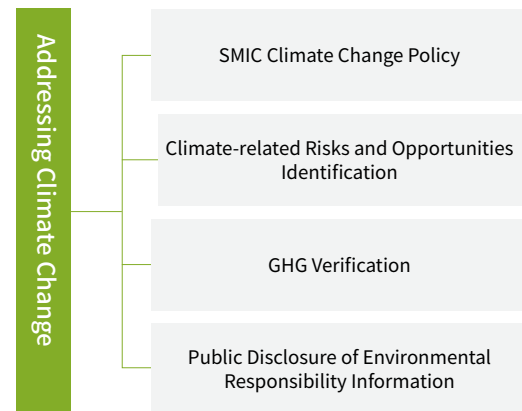 Addressing Climate Change
SMIC Climate Change Policy
Climate-related Risks and Opportunities
Identification
GHG Verification
Public Disclosure of Environmental
Responsibility Information